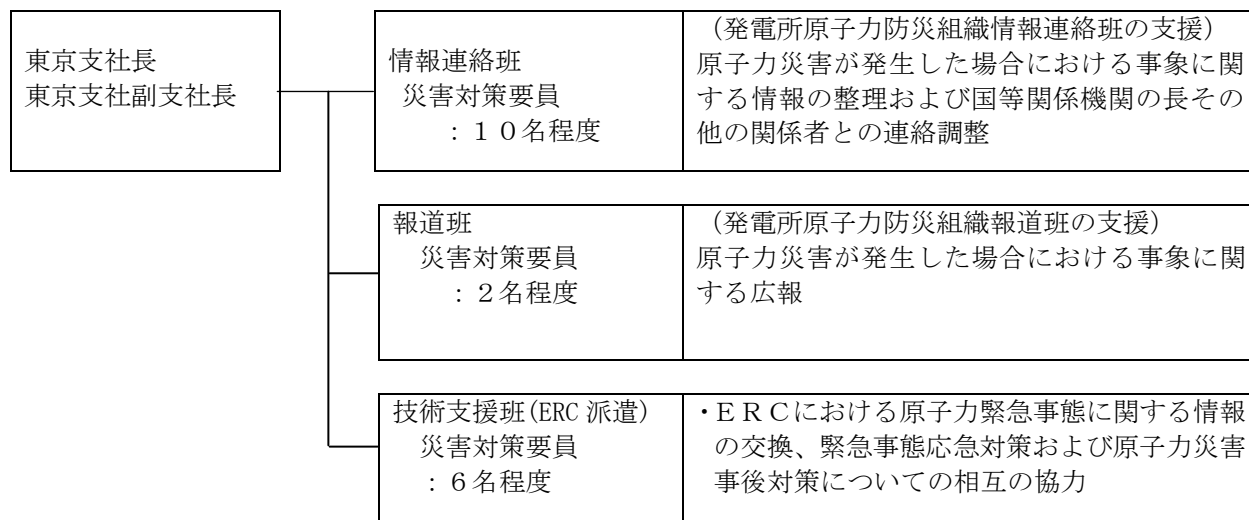 東京支社長
東京支社副支社長
情報連絡班
災害対策要員
：１０名程度
（発電所原子力防災組織情報連絡班の支援）
原子力災害が発生した場合における事象に関
する情報の整理および国等関係機関の長その
他の関係者との連絡調整
報道班
災害対策要員
：２名程度
（発電所原子力防災組織報道班の支援）
原子力災害が発生した場合における事象に関
する広報
技術支援班(ERC 派遣)
災害対策要員
：６名程度
・ＥＲＣにおける原子力緊急事態に関する情報
の交換、緊急事態応急対策および原子力災害
事後対策についての相互の協力